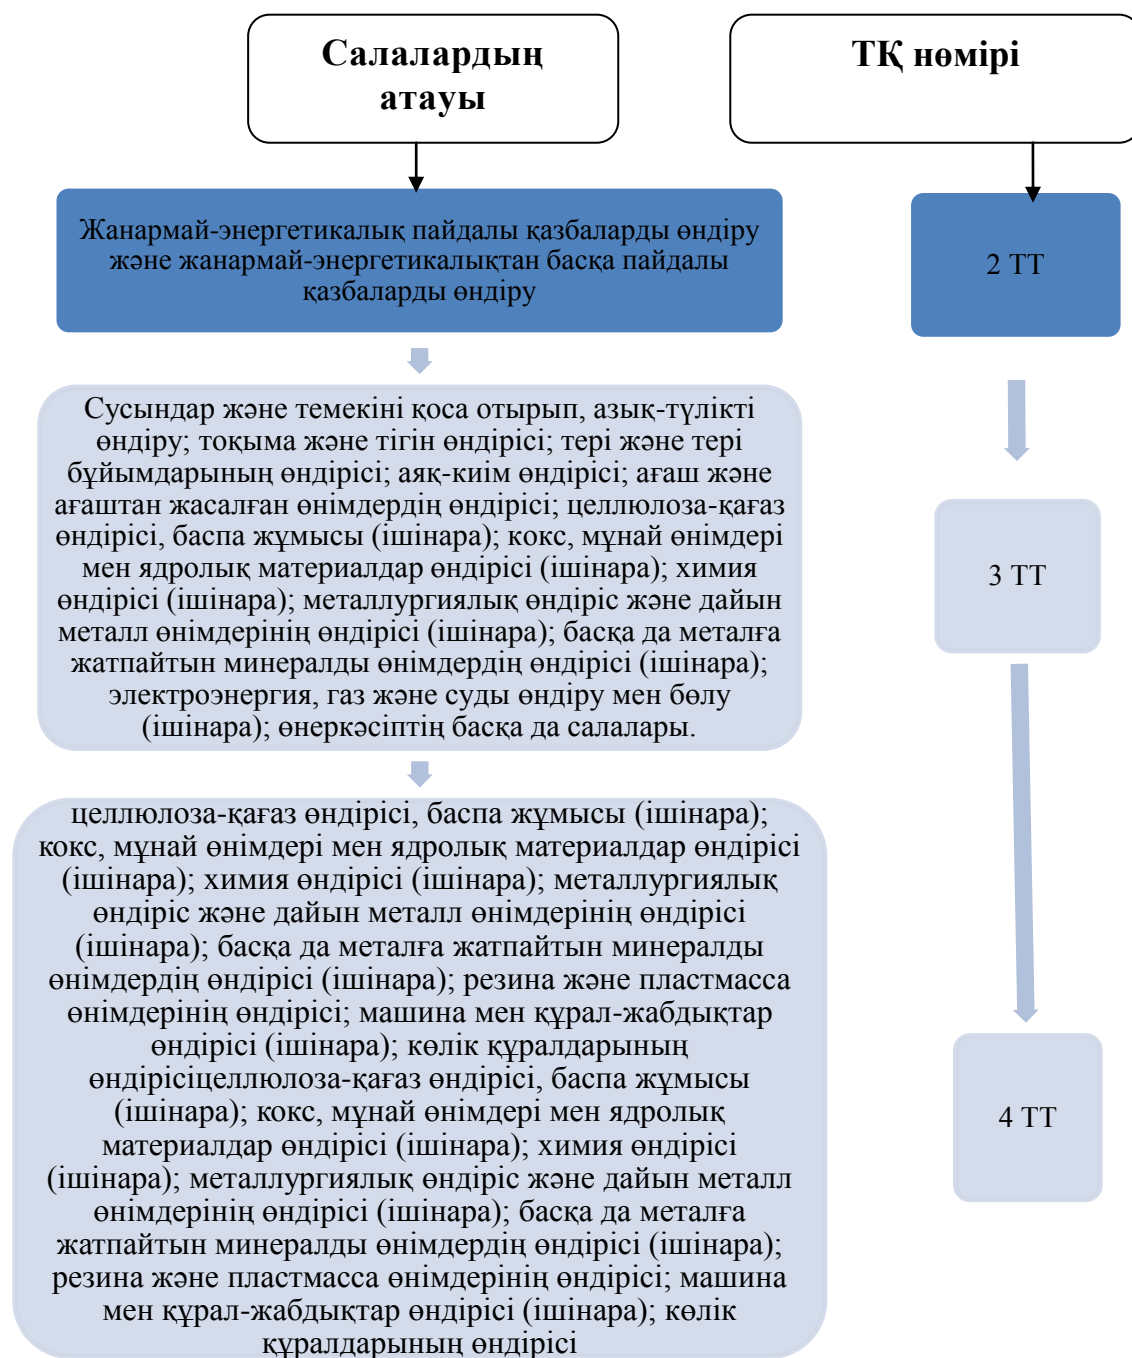 Салалардың
атауы
ТҚ нөмірі
Жанармай-энергетикалық пайдалы қазбаларды өндіру
және жанармай-энергетикалықтан басқа пайдалы
қазбаларды өндіру
2 ТТ
Сусындар және темекіні қоса отырып, азық-түлікті
өндіру; тоқыма және тігін өндірісі; тері және тері
бұйымдарының өндірісі; аяқ-киім өндірісі; ағаш және
ағаштан жасалған өнімдердің өндірісі; целлюлоза-қағаз
өндірісі, баспа жұмысы (ішінара); кокс, мұнай өнімдері
мен ядролық материалдар өндірісі (ішінара); химия
өндірісі (ішінара); металлургиялық өндіріс және дайын
металл өнімдерінің өндірісі (ішінара); басқа да металға
жатпайтын минералды өнімдердің өндірісі (ішінара);
электроэнергия, газ және суды өндіру мен бөлу
(ішінара); өнеркәсіптің басқа да салалары.
3 ТТ
целлюлоза-қағаз өндірісі, баспа жұмысы (ішінара);
кокс, мұнай өнімдері мен ядролық материалдар өндірісі
(ішінара); химия өндірісі (ішінара); металлургиялық
өндіріс және дайын металл өнімдерінің өндірісі
(ішінара); басқа да металға жатпайтын минералды
өнімдердің өндірісі (ішінара); резина және пластмасса
өнімдерінің өндірісі; машина мен құрал-жабдықтар
өндірісі (ішінара); көлік құралдарының
өндірісіцеллюлоза-қағаз өндірісі, баспа жұмысы
(ішінара); кокс, мұнай өнімдері мен ядролық
материалдар өндірісі (ішінара); химия өндірісі
(ішінара); металлургиялық өндіріс және дайын металл
өнімдерінің өндірісі (ішінара); басқа да металға
жатпайтын минералды өнімдердің өндірісі (ішінара);
резина және пластмасса өнімдерінің өндірісі; машина
мен құрал-жабдықтар өндірісі (ішінара); көлік
құралдарының өндірісі
4 ТТ